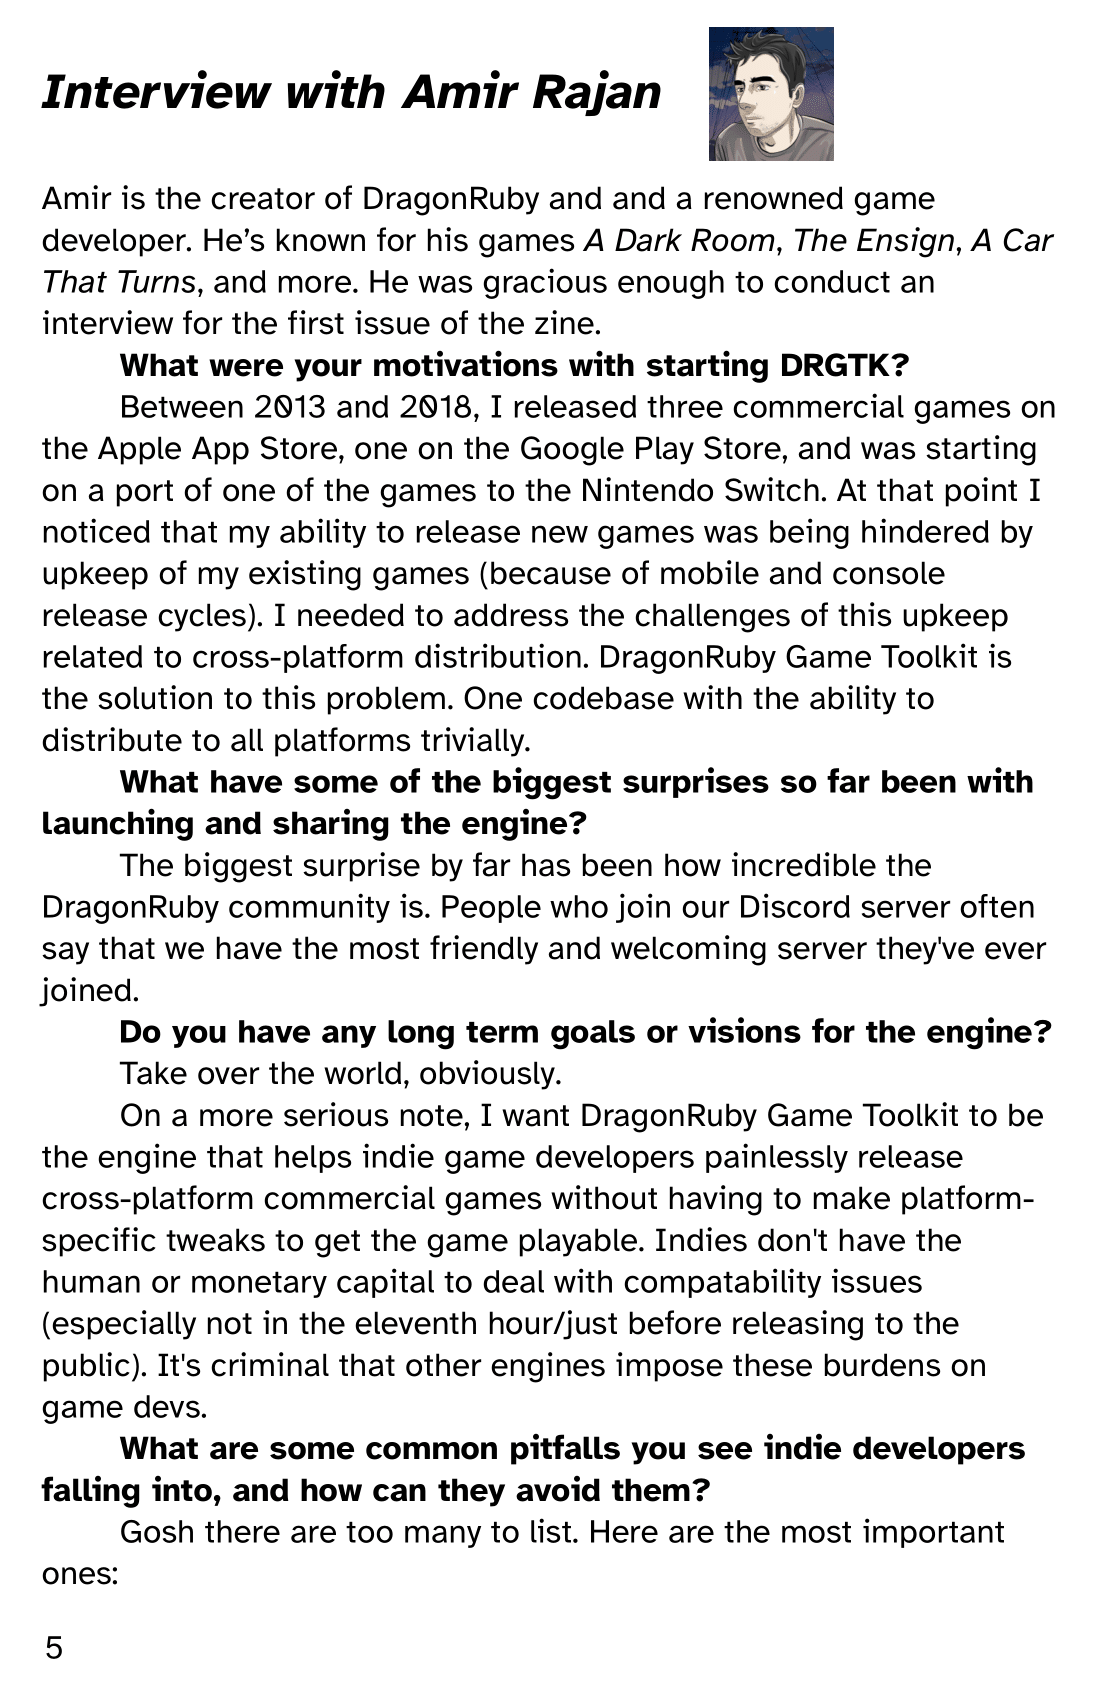 Interview with Amir Rajan
Amir is the creator of DragonRuby and and a renowned game
developer. He’s known for his games A Dark Room, The Ensign, A Car
That Turns, and more. He was gracious enough to conduct an
interview for the first issue of the zine.
What were your motivations with starting DRGTK?
Between 2013 and 2018, I released three commercial games on
the Apple App Store, one on the Google Play Store, and was starting
on a port of one of the games to the Nintendo Switch. At that point I
noticed that my ability to release new games was being hindered by
upkeep of my existing games (because of mobile and console
release cycles). I needed to address the challenges of this upkeep
related to cross-platform distribution. DragonRuby Game Toolkit is
the solution to this problem. One codebase with the ability to
distribute to all platforms trivially.
What have some of the biggest surprises so far been with
launching and sharing the engine?
The biggest surprise by far has been how incredible the
DragonRuby community is. People who join our Discord server often
say that we have the most friendly and welcoming server they've ever
joined.
Do you have any long term goals or visions for the engine?
Take over the world, obviously.
On a more serious note, I want DragonRuby Game Toolkit to be
the engine that helps indie game developers painlessly release
cross-platform commercial games without having to make platform-
specific tweaks to get the game playable. Indies don't have the
human or monetary capital to deal with compatability issues
(especially not in the eleventh hour/just before releasing to the
public). It's criminal that other engines impose these burdens on
game devs.
What are some common pitfalls you see indie developers
falling into, and how can they avoid them?
Gosh there are too many to list. Here are the most important
ones:
5